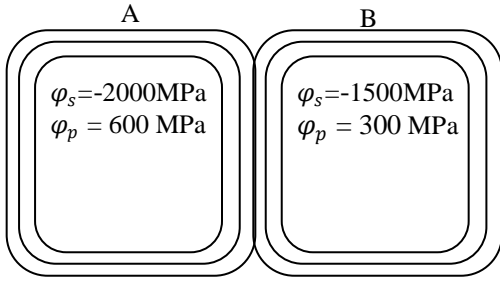 A
B
𝜑𝑠=-2000MPa
𝜑𝑝 = 600 MPa
𝜑𝑠=-1500MPa
𝜑𝑝 = 300 MPa